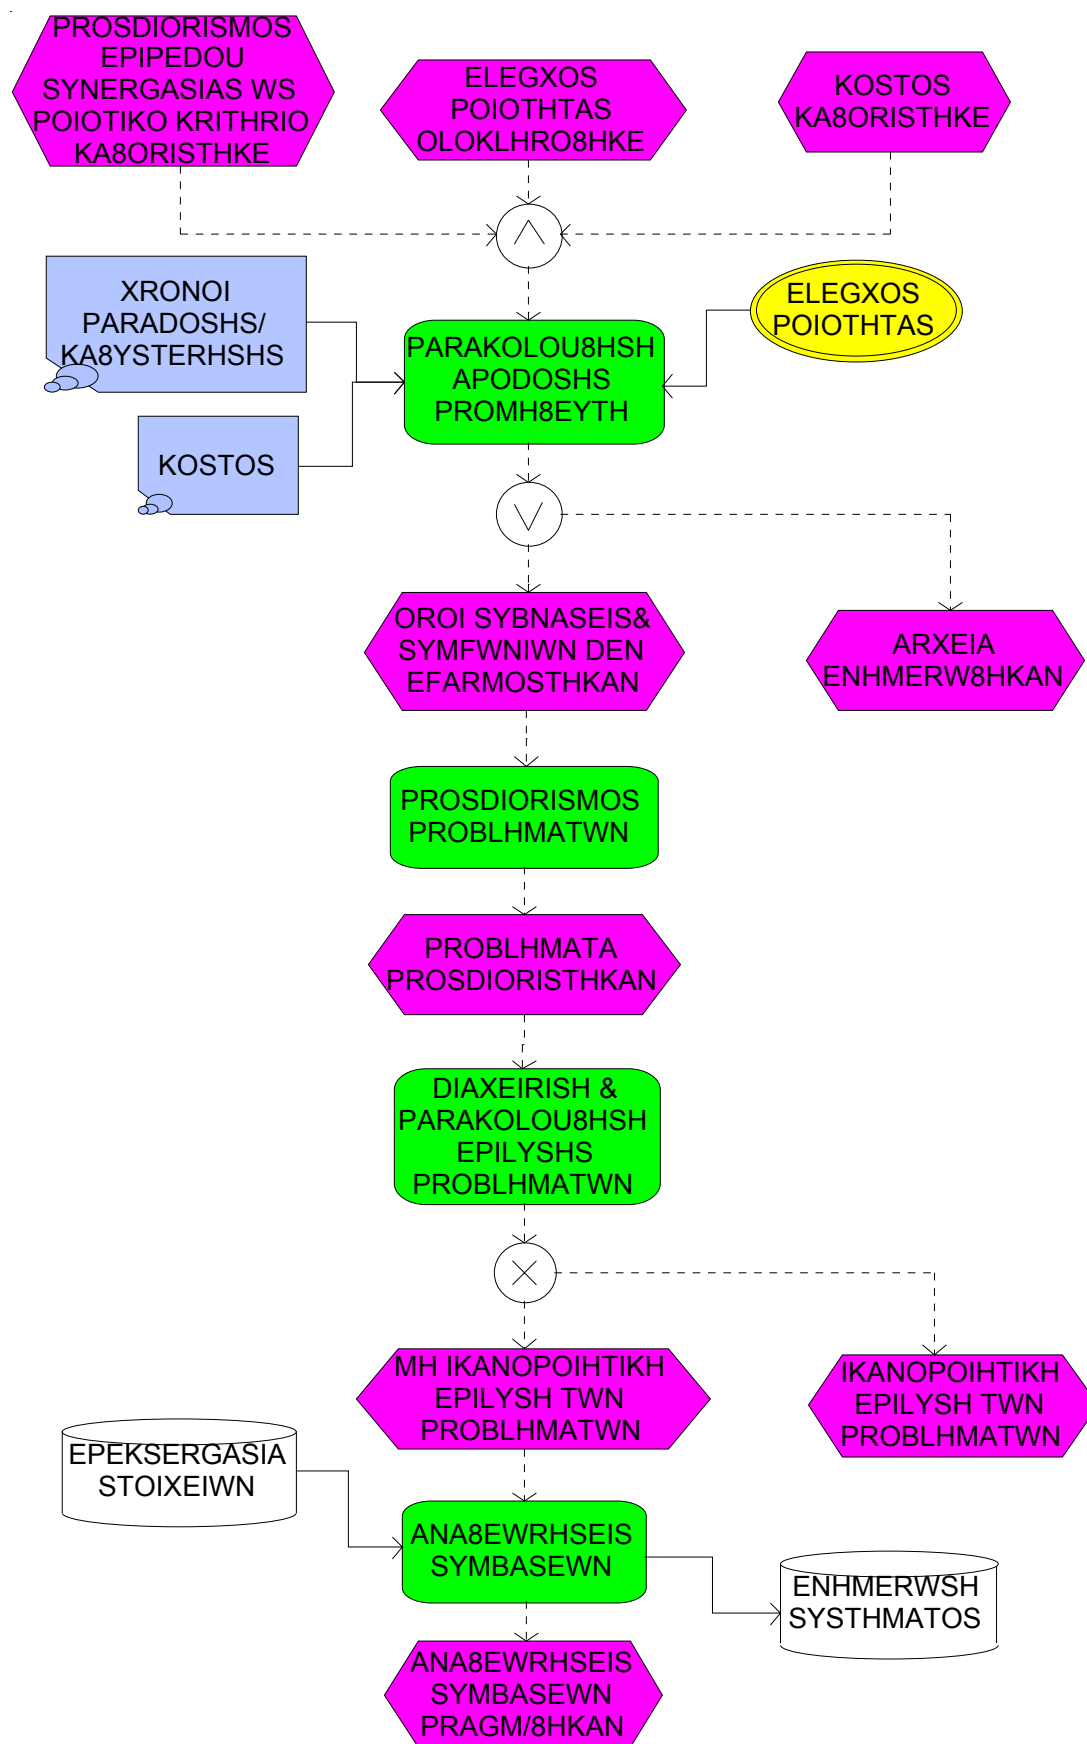 PROSDIORISMOS
EPIPEDOU
SYNERGASIAS WS
POIOTIKO KRITHRIO
KA8ORISTHKE
ELEGXOS
POIOTHTAS
OLOKLHRO8HKE
KOSTOS
KA8ORISTHKE
XRONOI
PARADOSHS/
KA8YSTERHSHS
ELEGXOS
POIOTHTAS
PARAKOLOU8HSH
APODOSHS
PROMH8EYTH
KOSTOS
OROI SYBNASEIS&
SYMFWNIWN DEN
EFARMOSTHKAN
ARXEIA
ENHMERW8HKAN
PROSDIORISMOS
PROBLHMATWN
PROBLHMATA
PROSDIORISTHKAN
DIAXEIRISH &
PARAKOLOU8HSH
EPILYSHS
PROBLHMATWN
MH IKANOPOIHTIKH
EPILYSH TWN
PROBLHMATWN
IKANOPOIHTIKH
EPILYSH TWN
PROBLHMATWN
EPEKSERGASIA
STOIXEIWN
ANA8EWRHSEIS
SYMBASEWN
ENHMERWSH
SYSTHMATOS
ANA8EWRHSEIS
SYMBASEWN
PRAGM/8HKAN